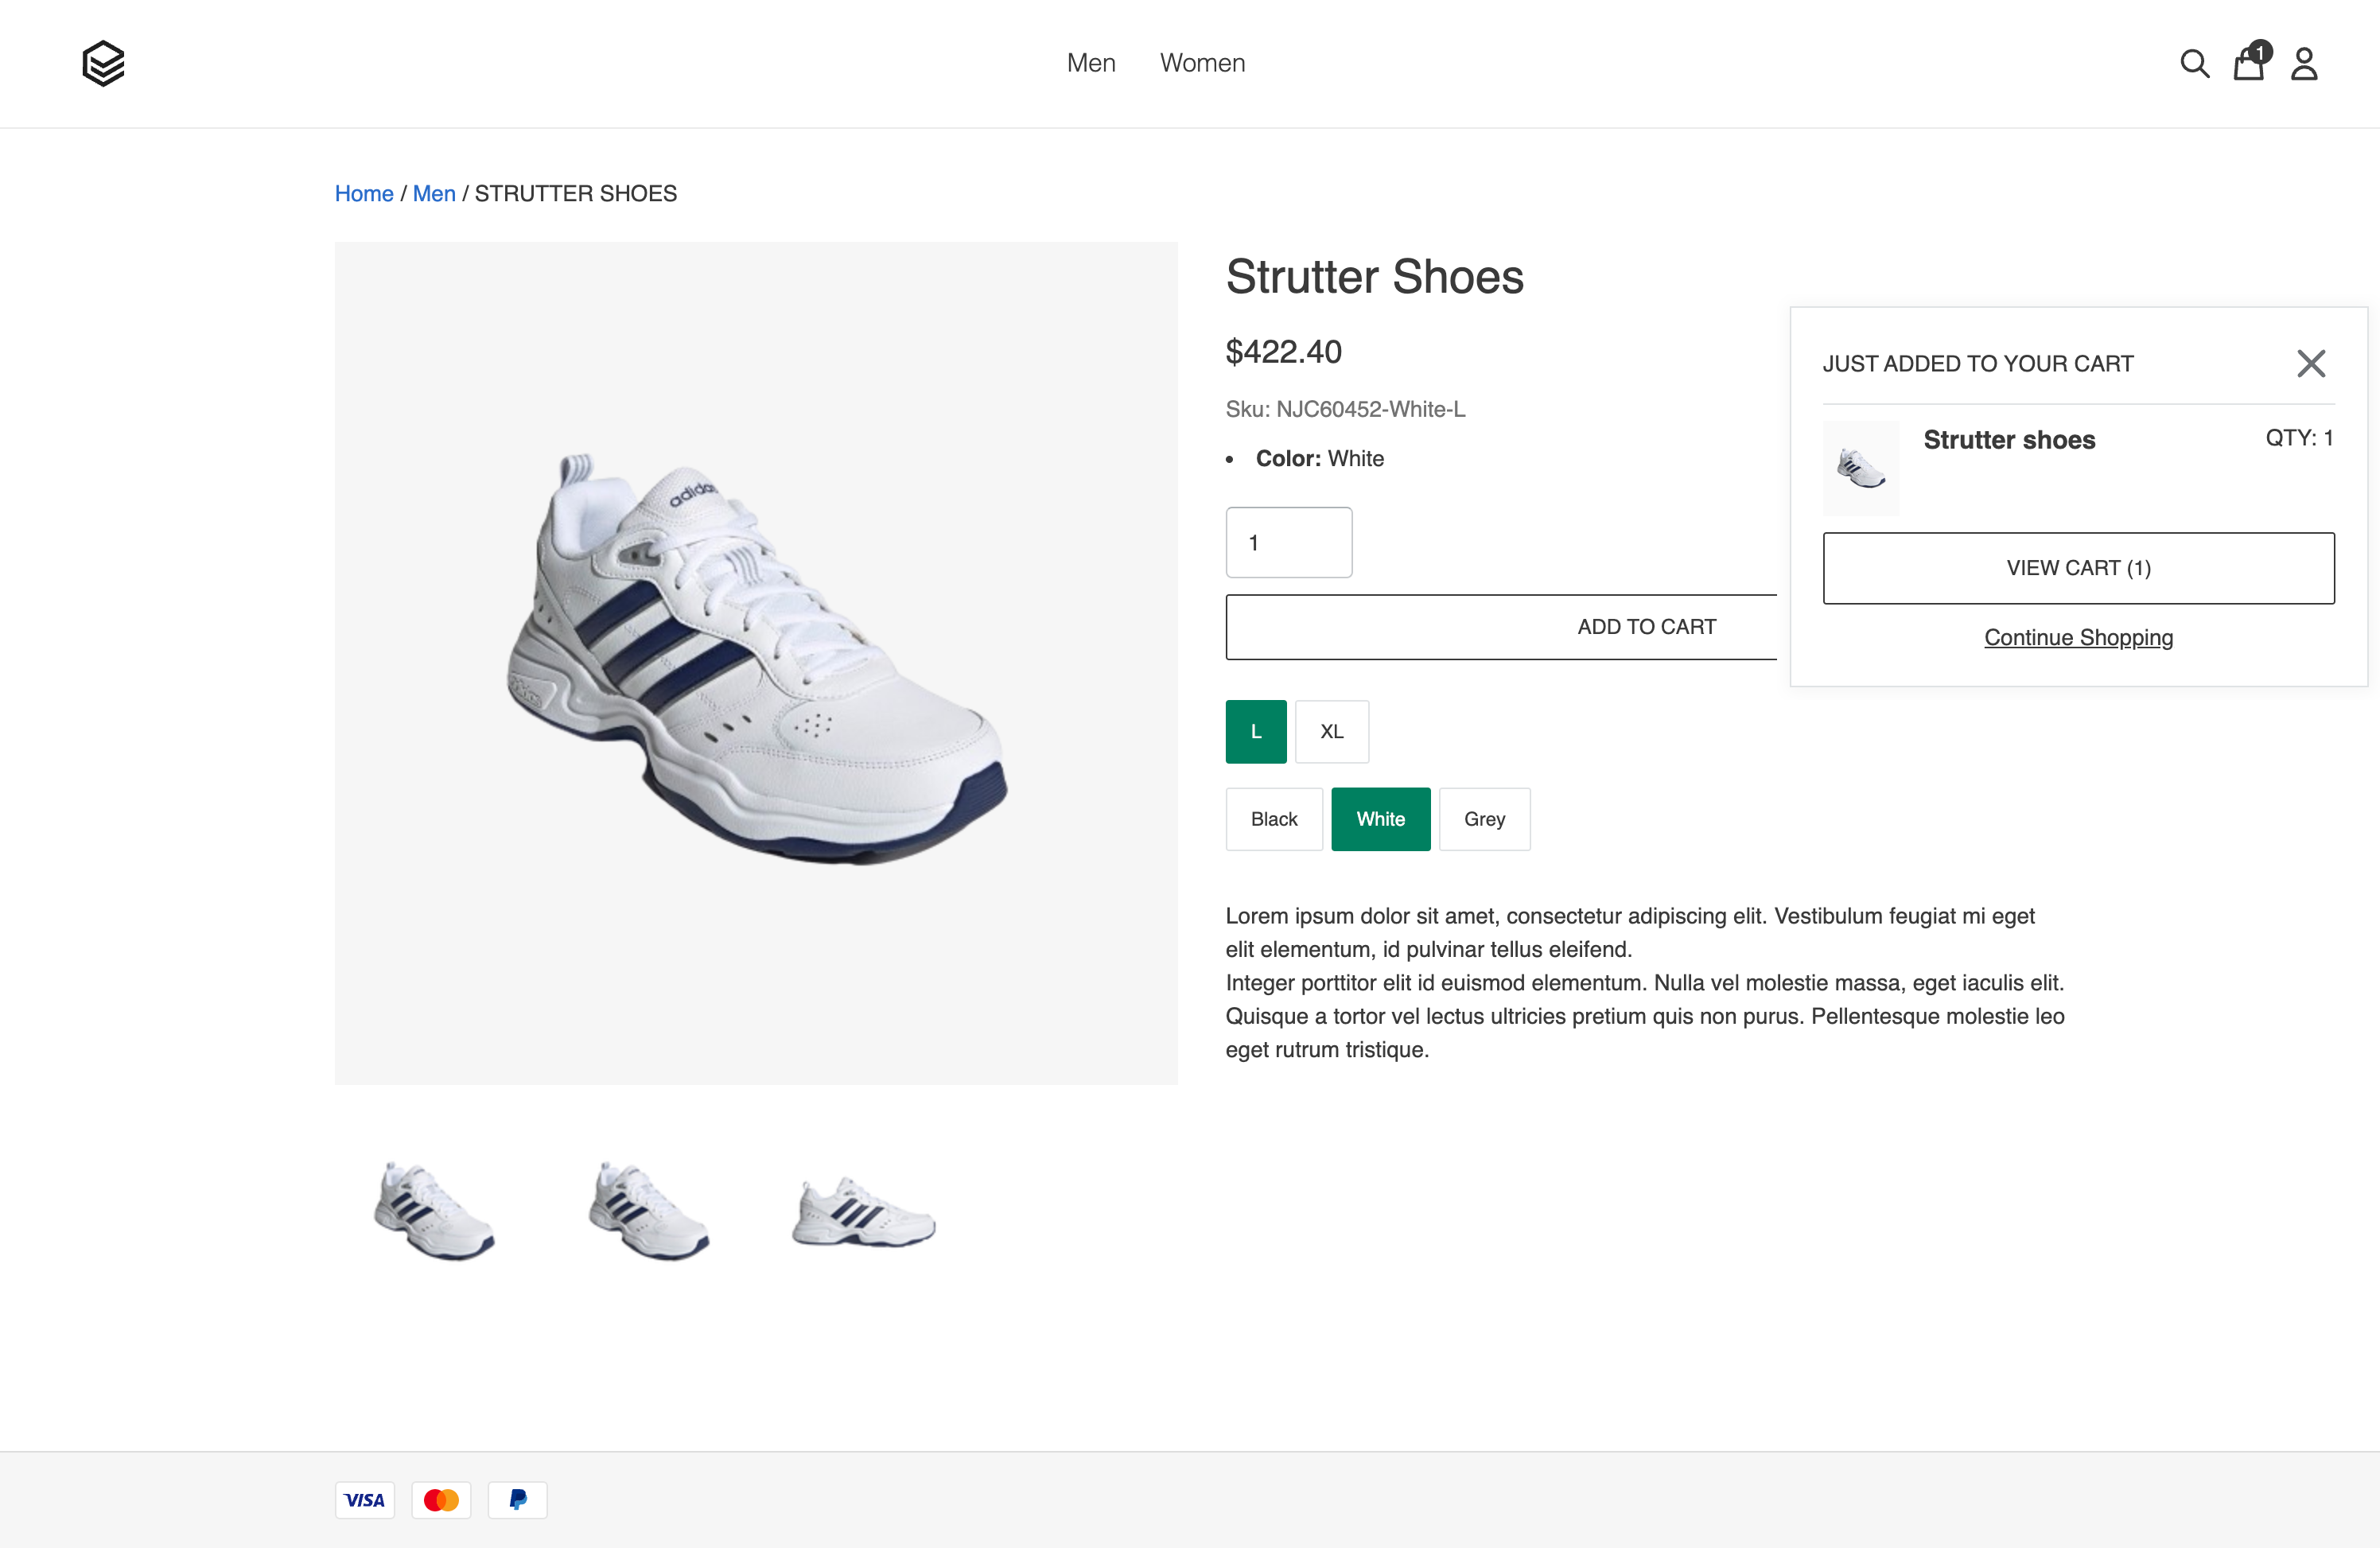 Men Women
1
Home / Men / STRUTTER SHOES
adidas
Strutter Shoes
$422.40
Sku: NJC60452-White-L
• Color: White
1
ADD TO CART
L XL
Black White Grey
Lorem ipsum dolor sit amet, consectetur adipiscing elit. Vestibulum feugiat mi eget
elit elementum, id pulvinar tellus eleifend.
Integer porttitor elit id euismod elementum. Nulla vel molestie massa, eget iaculis elit.
Quisque a tortor vel lectus ultricies pretium quis non purus. Pellentesque molestie leo
eget rutrum tristique.
JUST ADDED TO YOUR CART
Strutter shoes
QTY: 1
VIEW CART (1)
Continue Shopping
VISA